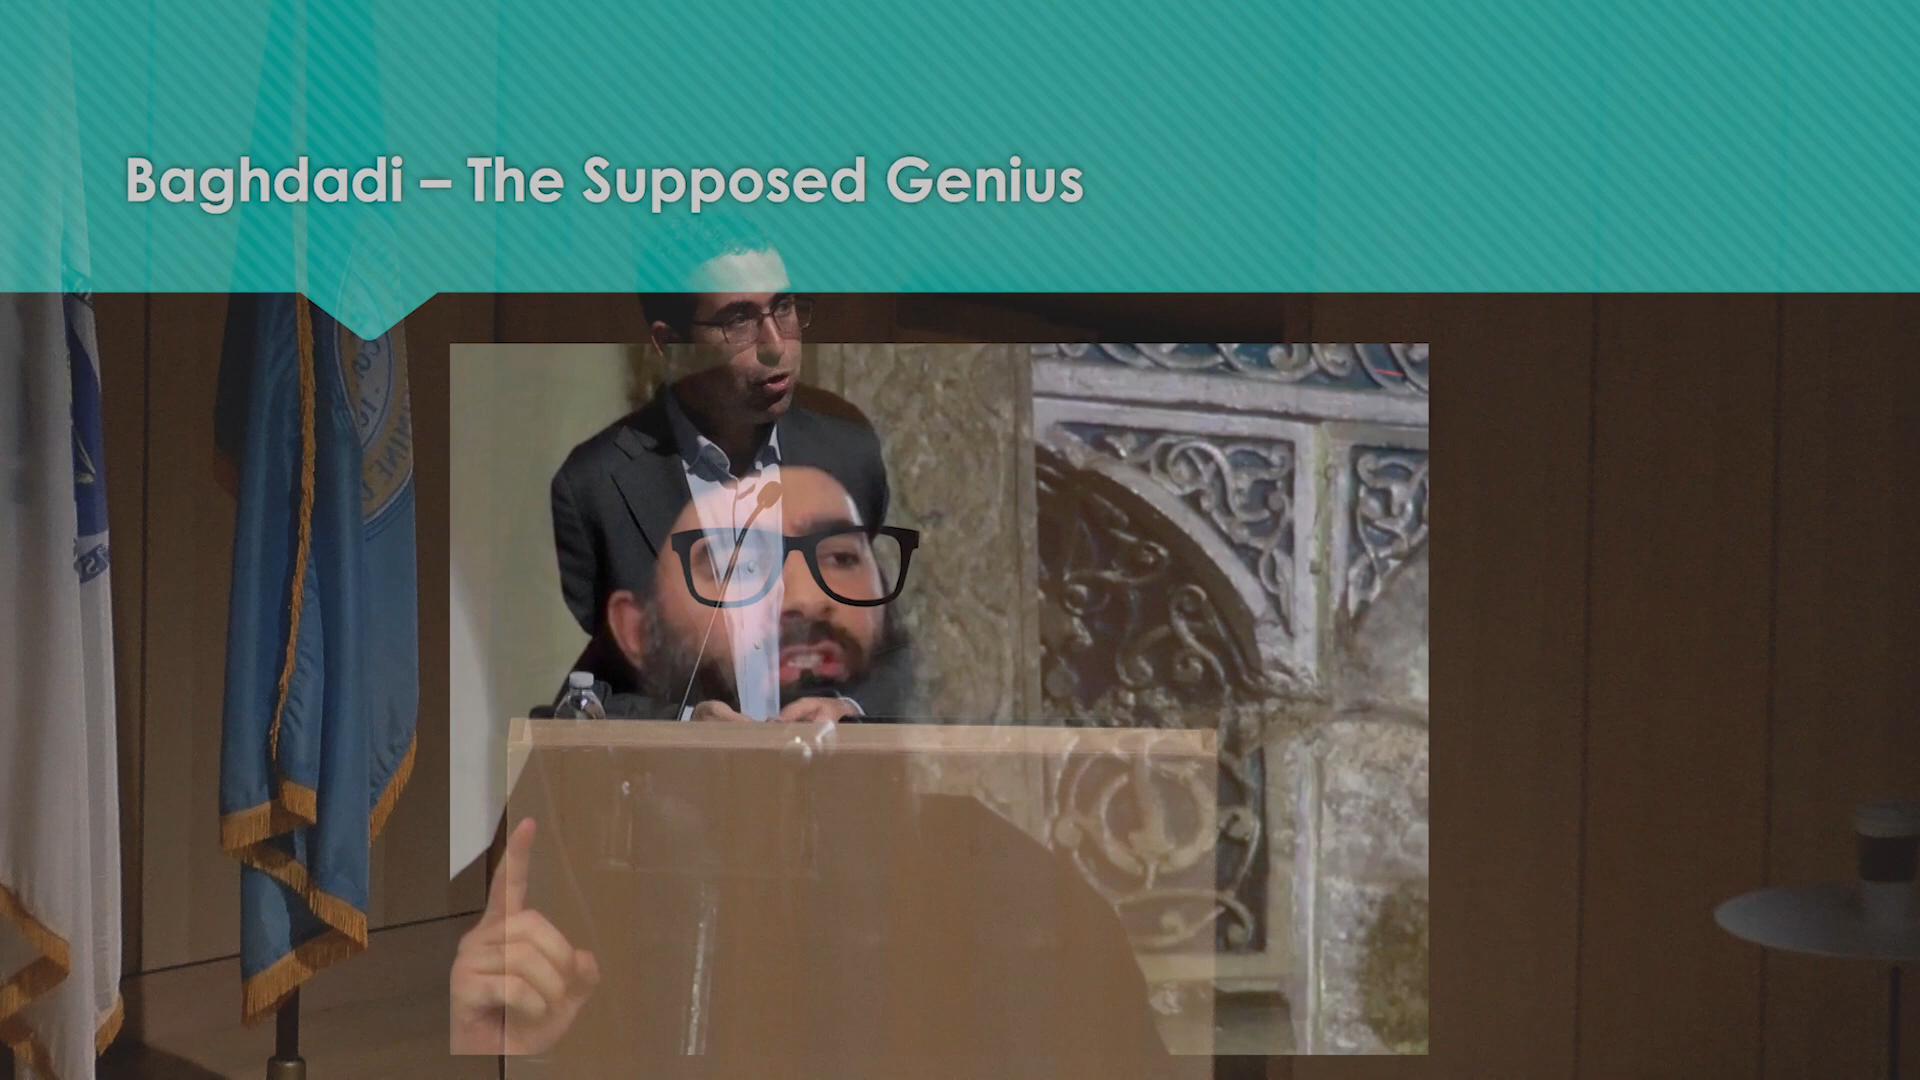 Baghdadi – The Supposed Genius